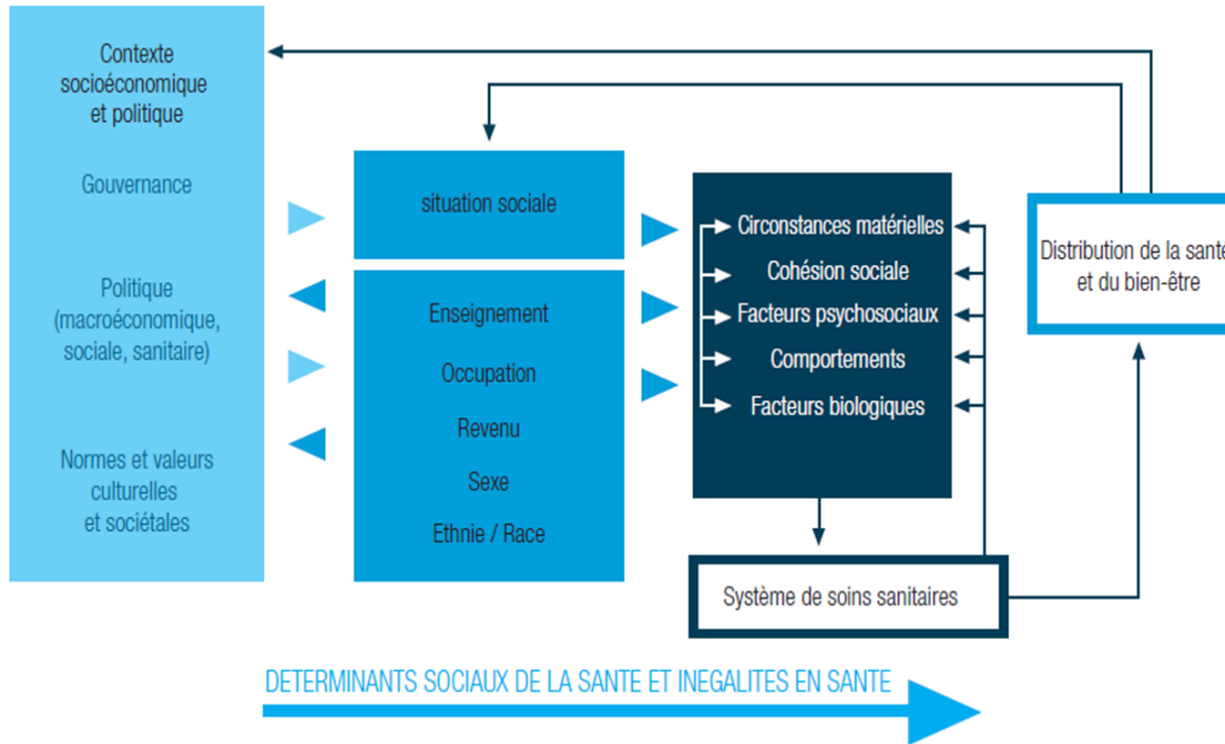 Contexte
socioéconomique
et politique
Gouvernance
Politique
(macroéconomique,
sociale, sanitaire)
Normes et valeurs
culturelles
et sociétales
situation sociale
Enseignement
Occupation
Revenu
Sexe
Ethnie / Race
Circonstances matérielles
Cohésion sociale
Facteurs psychosociaux
Comportements
Facteurs biologiques
Système de soins sanitaires
Distribution de la santé
et du bien-être
DETERMINANTS SOCIAUX DE LA SANTE ET INEGALITES EN SANTE